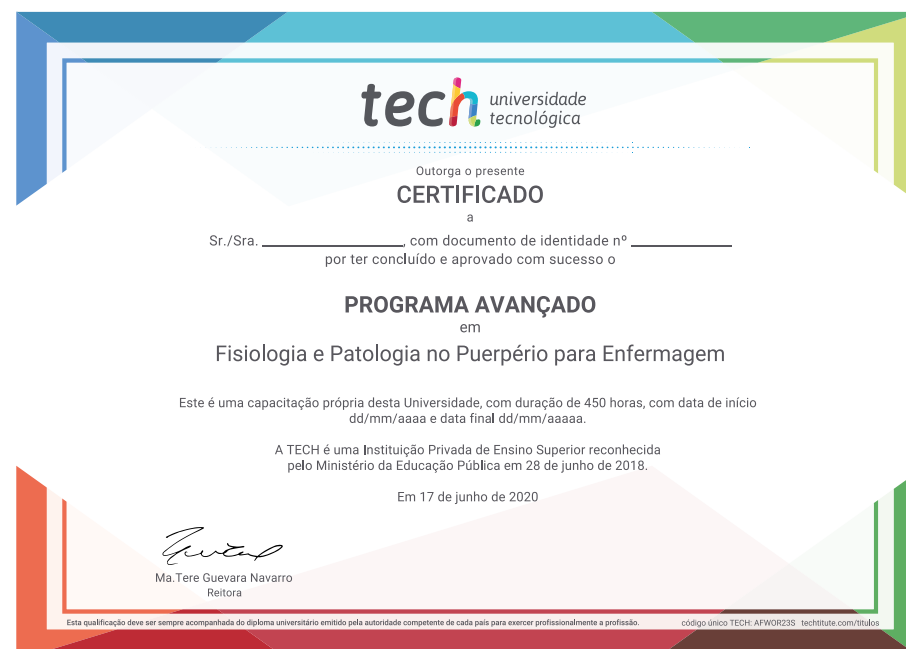 tech universidade
tecnológica
Outorga o presente
CERTIFICADO
a
Sr./Sra. ____________________, com documento de identidade nº ______________
por ter concluído e aprovado com sucesso o
PROGRAMA AVANÇADO
em
Fisiologia e Patologia no Puerpério para Enfermagem
Este é uma capacitação própria desta Universidade, com duração de 450 horas, com data de início
dd/mm/aaaa e data final dd/mm/aaaaa.
A TECH é uma Instituição Privada de Ensino Superior reconhecida
pelo Ministério da Educação Pública em 28 de junho de 2018.
Em 17 de junho de 2020
Ma.Tere Guevara Navarro
Reitora
Esta qualificação deve ser sempre acompanhada do diploma universitário emitido pela autoridade competente de cada país para exercer profissionalmente a profissão. código único TECH: AFWOR23S techtitute.com/titulos